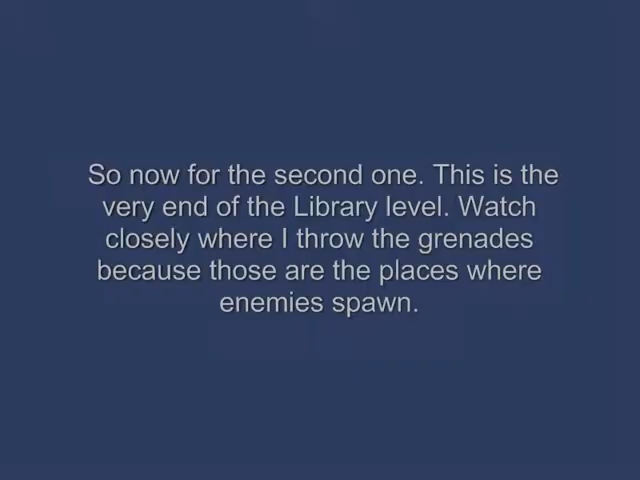 So now for the second one. This is the
very end of the Library level. Watch
closely where I throw the grenades
because those are the places where
enemies spawn.